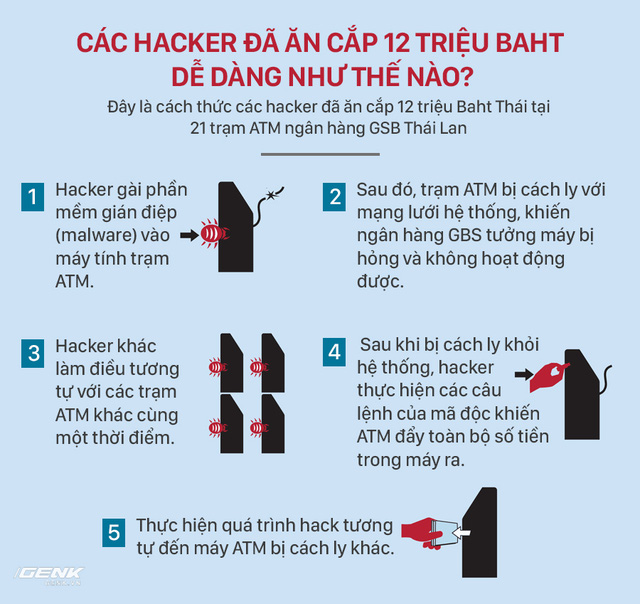 CÁC HACKER ĐÃ ĂN CẮP 12 TRIỆU BAHT
DỄ DÀNG NHƯ THẾ NÀO?
Đây là cách thức các hacker đã ăn cắp 12 triệu Baht Thái tại
21 trạm ATM ngân hàng GSB Thái Lan
1
Hacker gài phần
mềm gián điệp
(malware) vào
máy tính trạm
ATM.
2
Sau đó, trạm ATM bị cách ly với
mạng lưới hệ thống, khiến
ngân hàng GBS tưởng máy bị
hỏng và không hoạt động
được.
3
Hacker khác
làm điều tương
tự với các trạm
ATM khác cùng
một thời điểm.
4
Sau khi bị cách ly khỏi
hệ thống, hacker
thực hiện các câu
lệnh của mã độc khiến
ATM đẩy toàn bộ số tiền
trong máy ra.
5
Thực hiện quá trình hack tương
tự đến máy ATM bị cách ly khác.
GENK